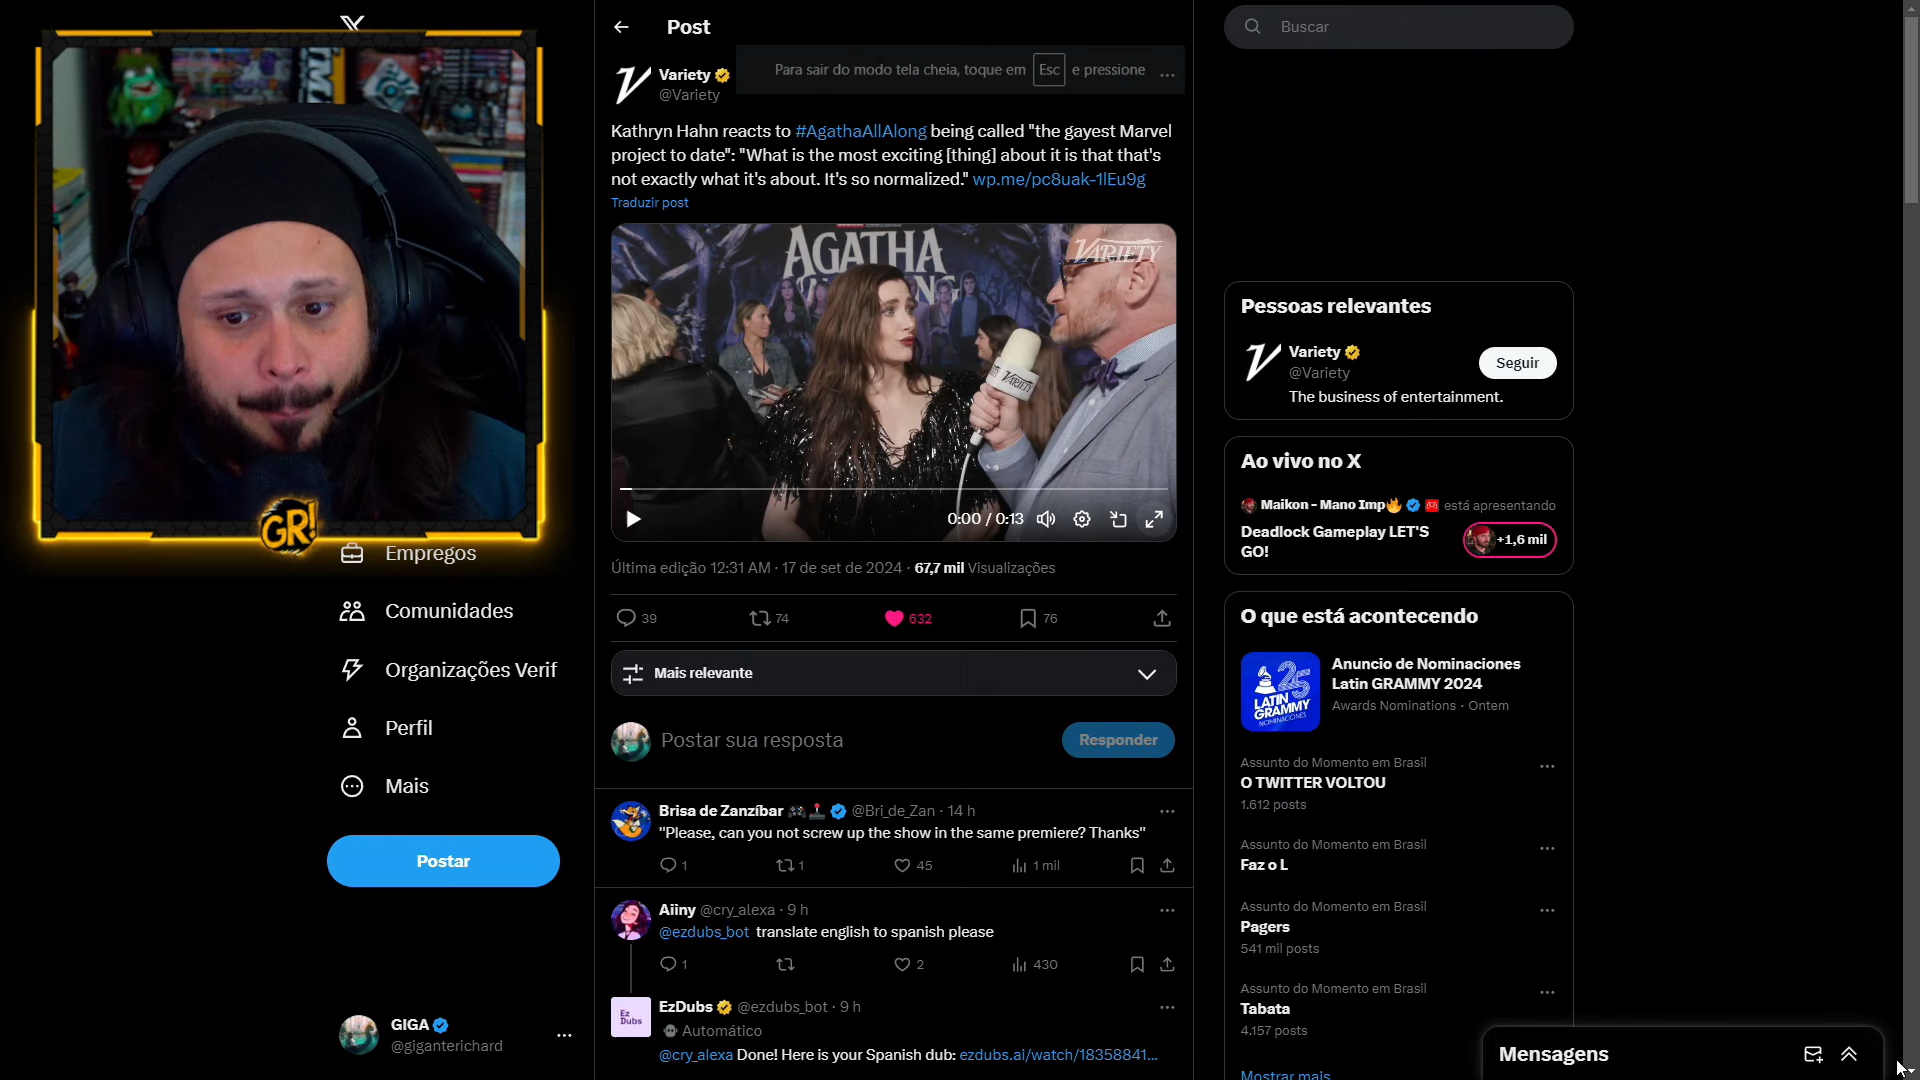 Post
Buscar
Variety
@Variety
Para sair do modo tela cheia, toque em Esc e pressione
Kathryn Hahn reacts to #AgathaAllAlong being called "the gayest Marvel
project to date": "What is the most exciting [thing] about it is that that's
not exactly what it's about. It's so normalized." wp.me/pc8uak-1lEu9g
Traduzir post
AGATHA
VARIETY
VARIETY
0:00 / 0:13
Última edição 12:31 AM · 17 de set de 2024 · 67,7 mil Visualizações
39
74
632
76
Mais relevante
Postar sua resposta
Responder
Brisa de Zanzíbar @Bri_de_Zan · 14 h
"Please, can you not screw up the show in the same premiere? Thanks"
1
1
45
1 mil
Aiiny @cry_alexa · 9 h
@ezdubs_bot translate english to spanish please
1
2
430
Ez
Dubs
EzDubs @ezdubs_bot · 9 h
Automático
@cry_alexa Done! Here is your Spanish dub: ezdubs.ai/watch/18358841...
GR!
Empregos
Comunidades
Organizações Verif
Perfil
Mais
Postar
GIGA
@giganterichard
Pessoas relevantes
Variety
@Variety
Seguir
The business of entertainment.
Ao vivo no X
Maikon - Mano Imp está apresentando
Deadlock Gameplay LET'S
GO!
+1,6 mil
O que está acontecendo
25
LATIN
GRAMMY
NOMINACIONES
Anuncio de Nominaciones
Latin GRAMMY 2024
Awards Nominations · Ontem
Assunto do Momento em Brasil
O TWITTER VOLTOU
1.612 posts
Assunto do Momento em Brasil
Faz o L
Assunto do Momento em Brasil
Pagers
541 mil posts
Assunto do Momento em Brasil
Tabata
4.157 posts
Mostrar mais
Mensagens